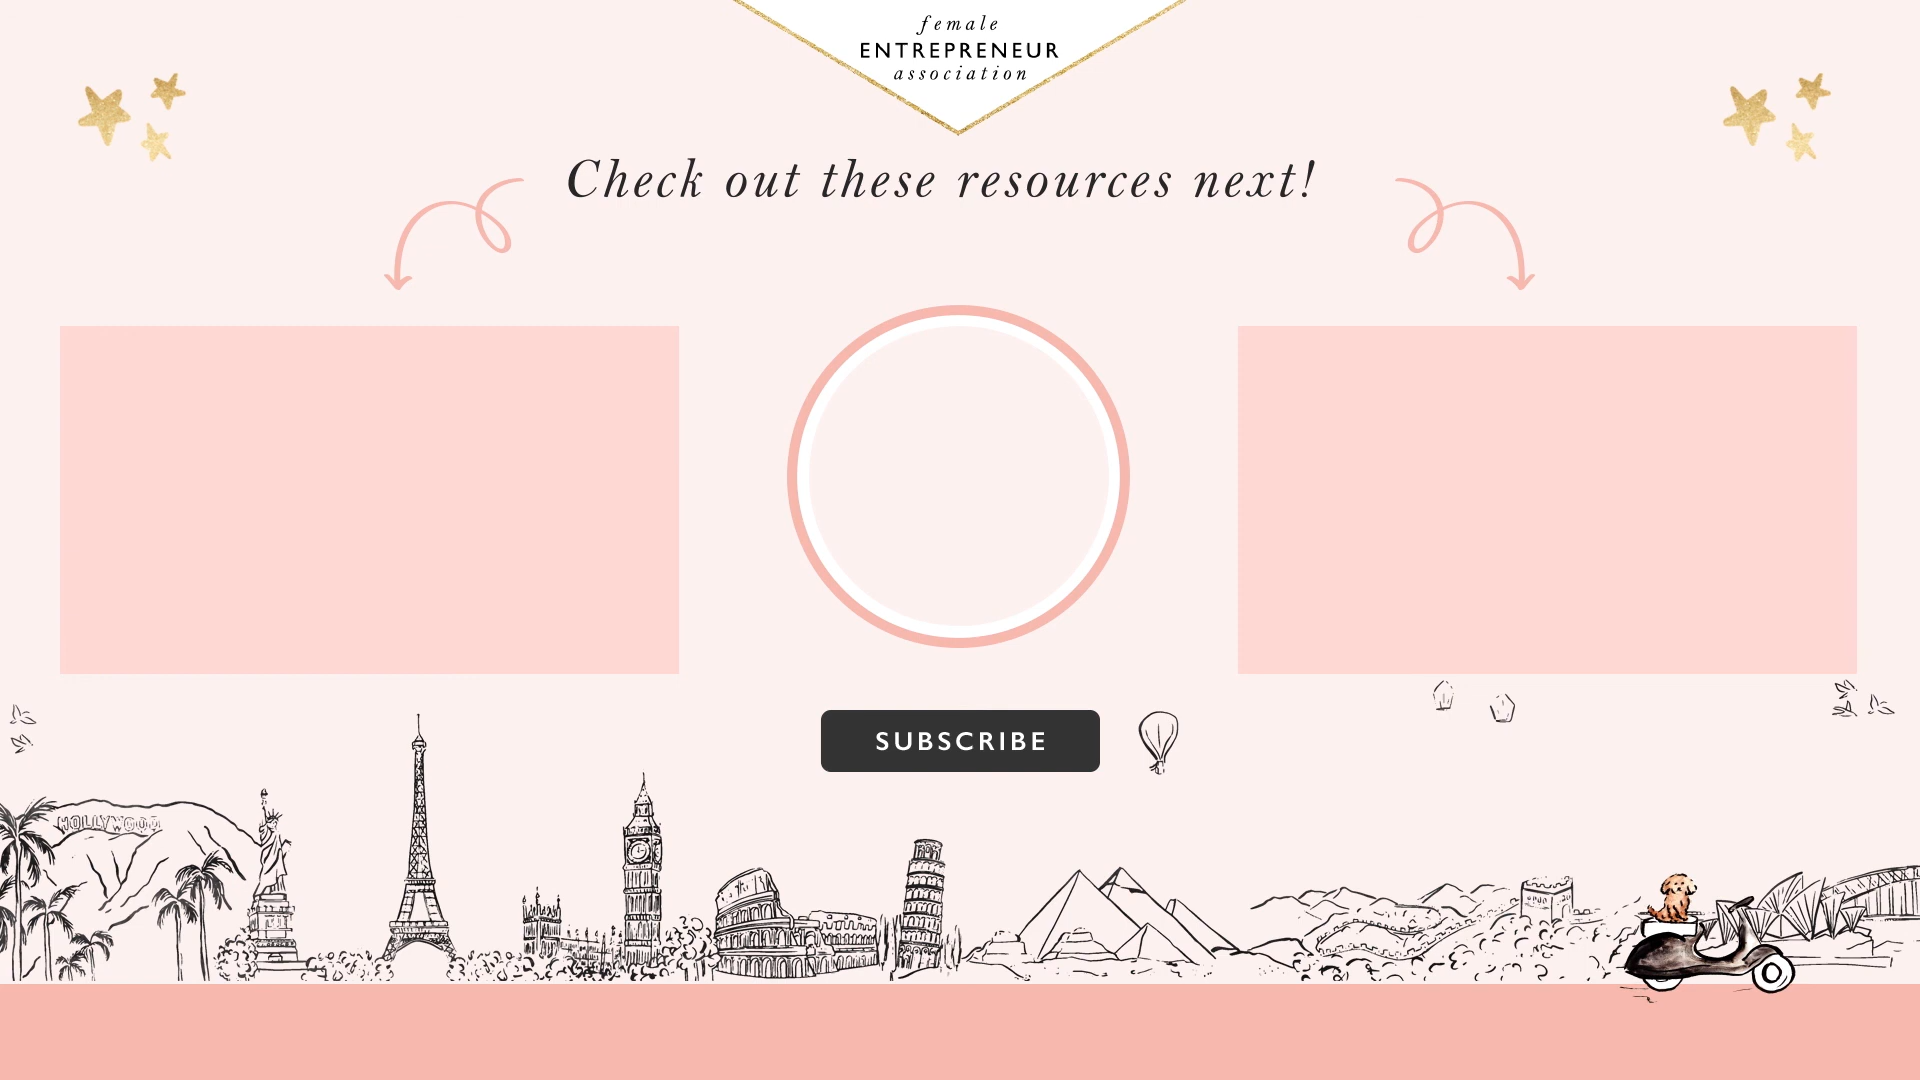 female
ENTREPRENEUR
association
Check out these resources next!
SUBSCRIBE
HOLLYWOOD